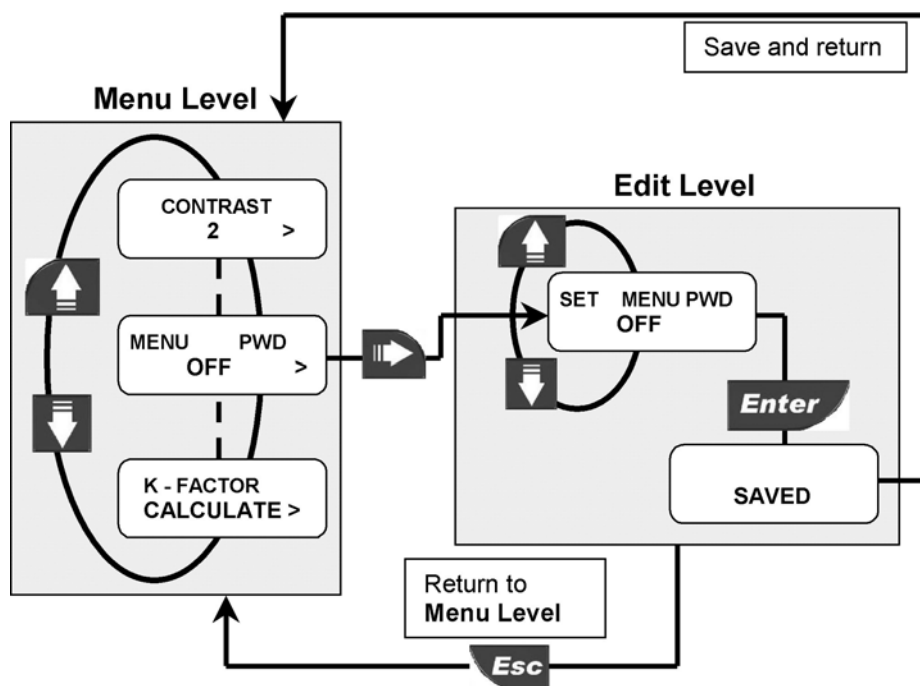 Save and return
Menu Level
CONTRAST
2 >
MENU PWD
OFF >
K - FACTOR
CALCULATE >
Edit Level
SET MENU PWD
OFF
Enter
SAVED
Return to
Menu Level
Esc